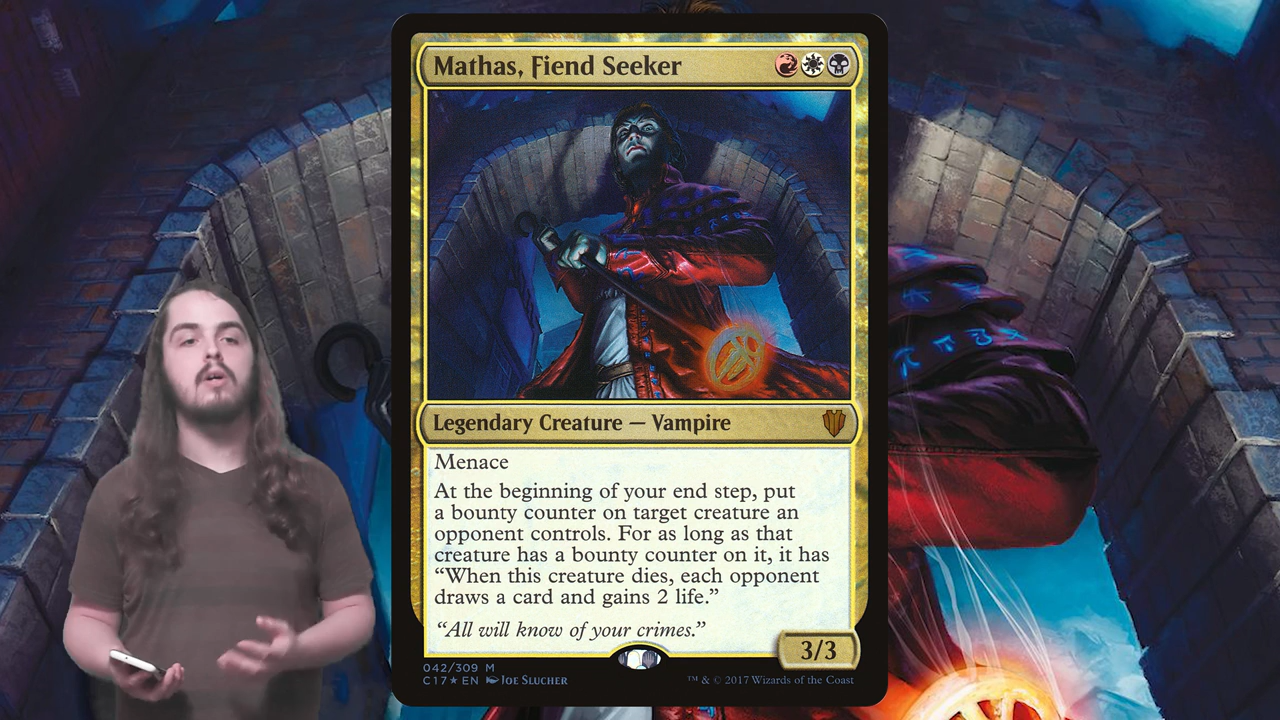 Mathas, Fiend Seeker
Legendary Creature — Vampire
Menace
At the beginning of your end step, put
a bounty counter on target creature an
opponent controls. For as long as that
creature has a bounty counter on it, it has
“When this creature dies, each opponent
draws a card and gains 2 life.”
“All will know of your crimes.”
3/3
042/309 M
C17★EN Joe Slucher
™ & © 2017 Wizards of the Coast